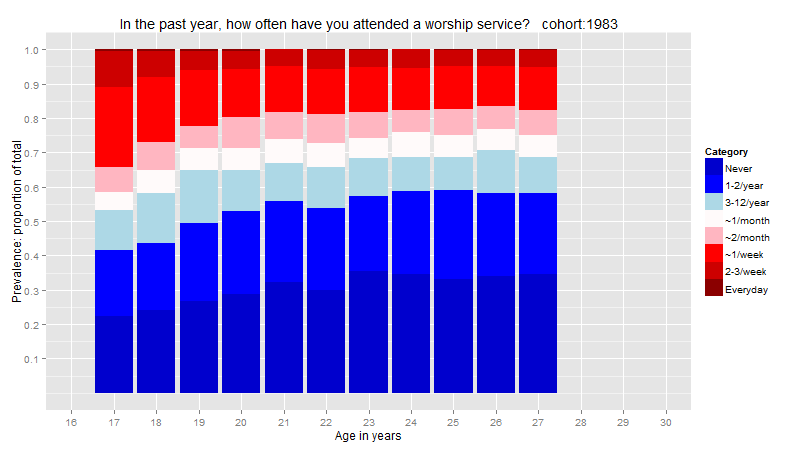 In the past year, how often have you attended a worship service? cohort:1983
Prevalence: proportion of total
1.0
0.9
0.8
0.7
0.6
0.5
0.4
0.3
0.2
0.1
16 17 18 19 20 21 22 23 24 25 26 27 28 29 30
Age in years
Category
Never
1-2/year
3-12/year
~1/month
~2/month
~1/week
2-3/week
Everyday